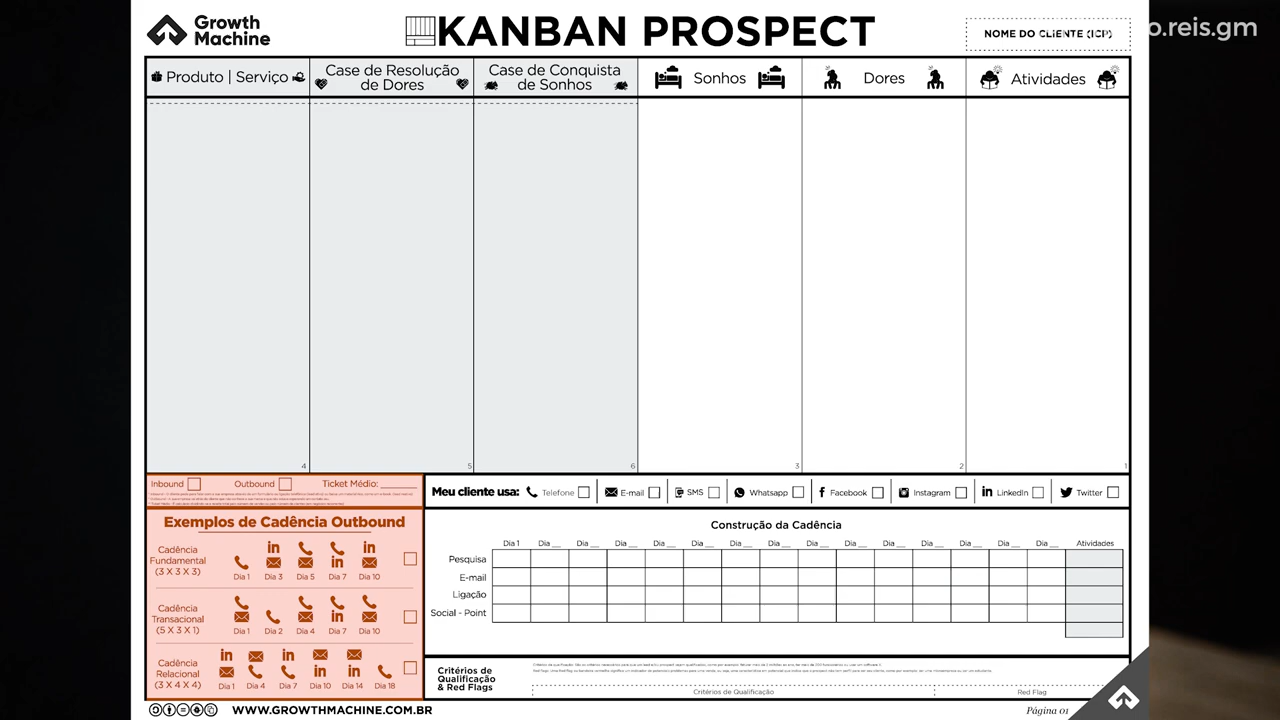 Growth
Machine
KANBAN PROSPECT
NOME DO CLIENTE (ICP)
o.reis.gm
Produto | Serviço
Case de Resolução
de Dores
Case de Conquista
de Sonhos
Sonhos
Dores
Atividades
4
5
6
3
2
1
Inbound
Outbound
Ticket Médio: ______
Meu cliente usa:
Telefone
E-mail
SMS
Whatsapp
Facebook
Instagram
LinkedIn
Twitter
Exemplos de Cadência Outbound
Cadência
Fundamental
(3 X 3 X 3)
Dia 1 Dia 3 Dia 5 Dia 7 Dia 10
Cadência
Transacional
(5 X 3 X 1)
Dia 1 Dia 2 Dia 4 Dia 7 Dia 10
Cadência
Relacional
(3 X 4 X 4)
Dia 1 Dia 4 Dia 7 Dia 10 Dia 14 Dia 18
Construção da Cadência
Dia 1 Dia __ Dia __ Dia __ Dia __ Dia __ Dia __ Dia __ Dia __ Dia __ Dia __ Dia __ Dia __ Dia __ Dia __ Atividades
Pesquisa
E-mail
Ligação
Social - Point
Critérios de
Qualificação
& Red Flags
Critérios de Qualificação
Red Flag
WWW.GROWTHMACHINE.COM.BR
Página 01